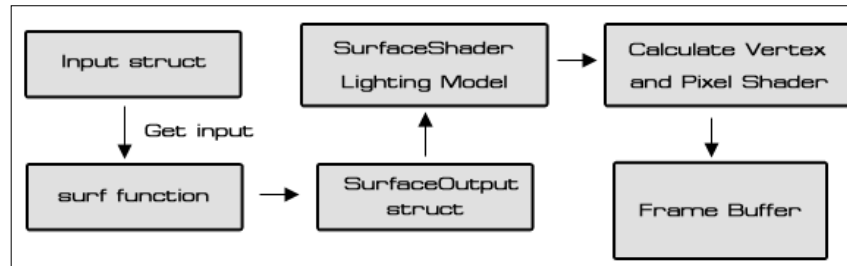 Input struct
Get input
surf function
SurfaceOutput
struct
SurfaceShader
Lighting Model
Calculate Vertex
and Pixel Shader
Frame Buffer